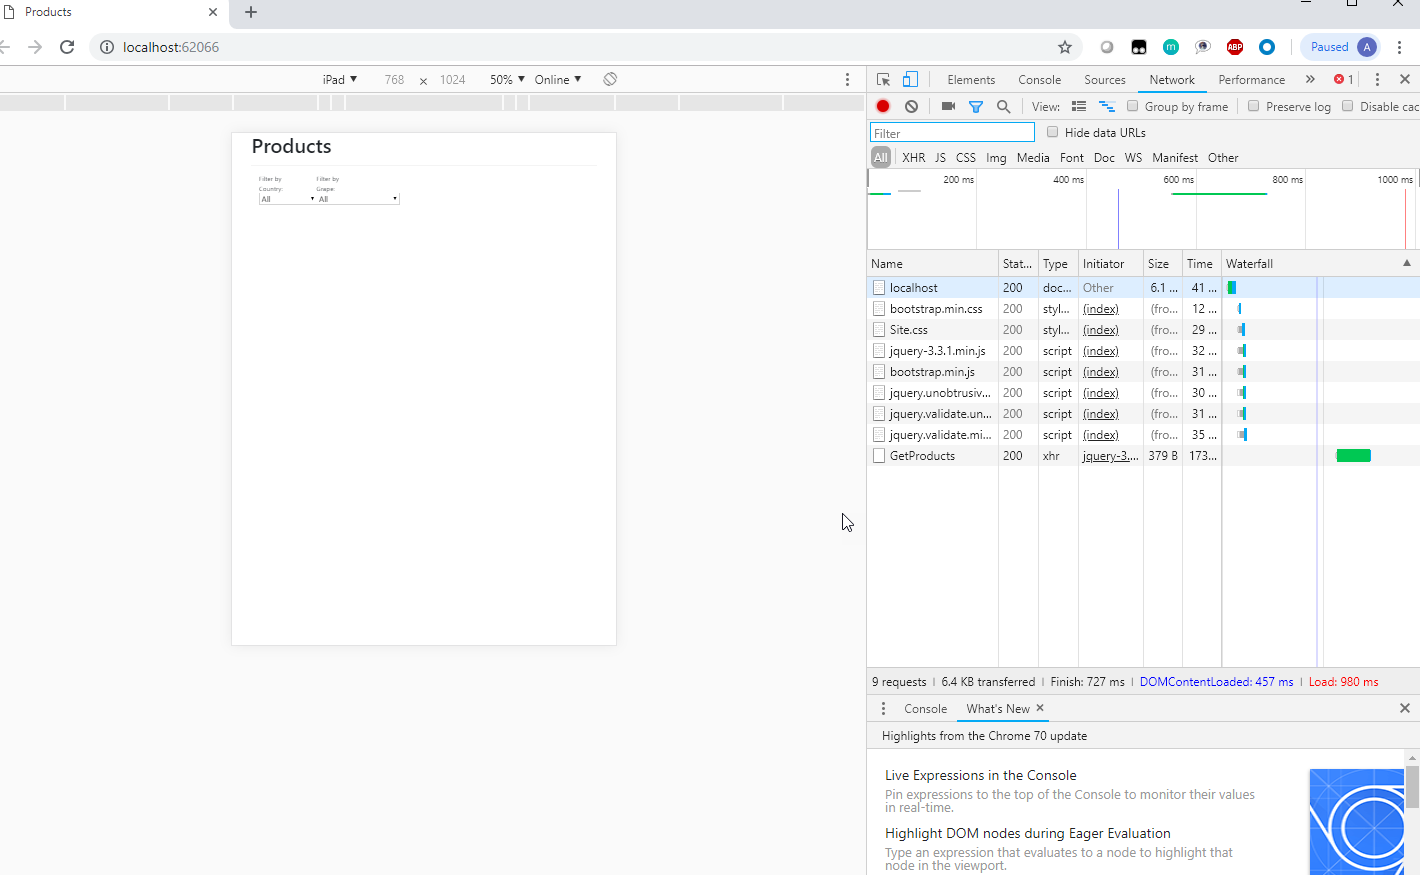 Products
localhost:62066
ABP
m
Paused A
iPad ▼ 768 × 1024 50% ▼ Online ▼
Products
Filter by
Country:
All
Filter by
Grape:
All
Elements Console Sources Network Performance » 1
View: Group by frame Preserve log Disable cac
Filter
Hide data URLs
All XHR JS CSS Img Media Font Doc WS Manifest Other
200 ms 400 ms 600 ms 800 ms 1000 ms
Name Stat... Type Initiator Size Time Waterfall
localhost 200 doc... Other 6.1 ... 41 ...
bootstrap.min.css 200 styl... (index) (fro... 12 ...
Site.css 200 styl... (index) (fro... 29 ...
jquery-3.3.1.min.js 200 script (index) (fro... 32 ...
bootstrap.min.js 200 script (index) (fro... 31 ...
jquery.unobtrusiv... 200 script (index) (fro... 30 ...
jquery.validate.un... 200 script (index) (fro... 31 ...
jquery.validate.mi... 200 script (index) (fro... 35 ...
GetProducts 200 xhr jquery-3.... 379 B 173...
9 requests | 6.4 KB transferred | Finish: 727 ms | DOMContentLoaded: 457 ms | Load: 980 ms
Console What's New ×
Highlights from the Chrome 70 update
Live Expressions in the Console
Pin expressions to the top of the Console to monitor their values
in real-time.
Highlight DOM nodes during Eager Evaluation
Type an expression that evaluates to a node to highlight that
node in the viewport.